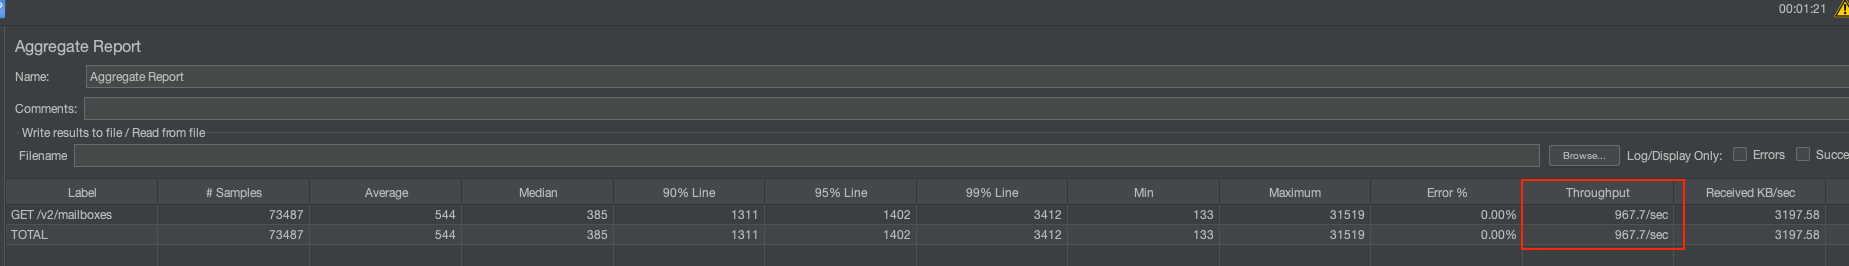 00:01:21
Aggregate Report
Name: Aggregate Report
Comments:
Write results to file / Read from file
Filename Browse... Log/Display Only: Errors Succe
Label # Samples Average Median 90% Line 95% Line 99% Line Min Maximum Error % Throughput Received KB/sec
GET /v2/mailboxes 73487 544 385 1311 1402 3412 133 31519 0.00% 967.7/sec 3197.58
TOTAL 73487 544 385 1311 1402 3412 133 31519 0.00% 967.7/sec 3197.58